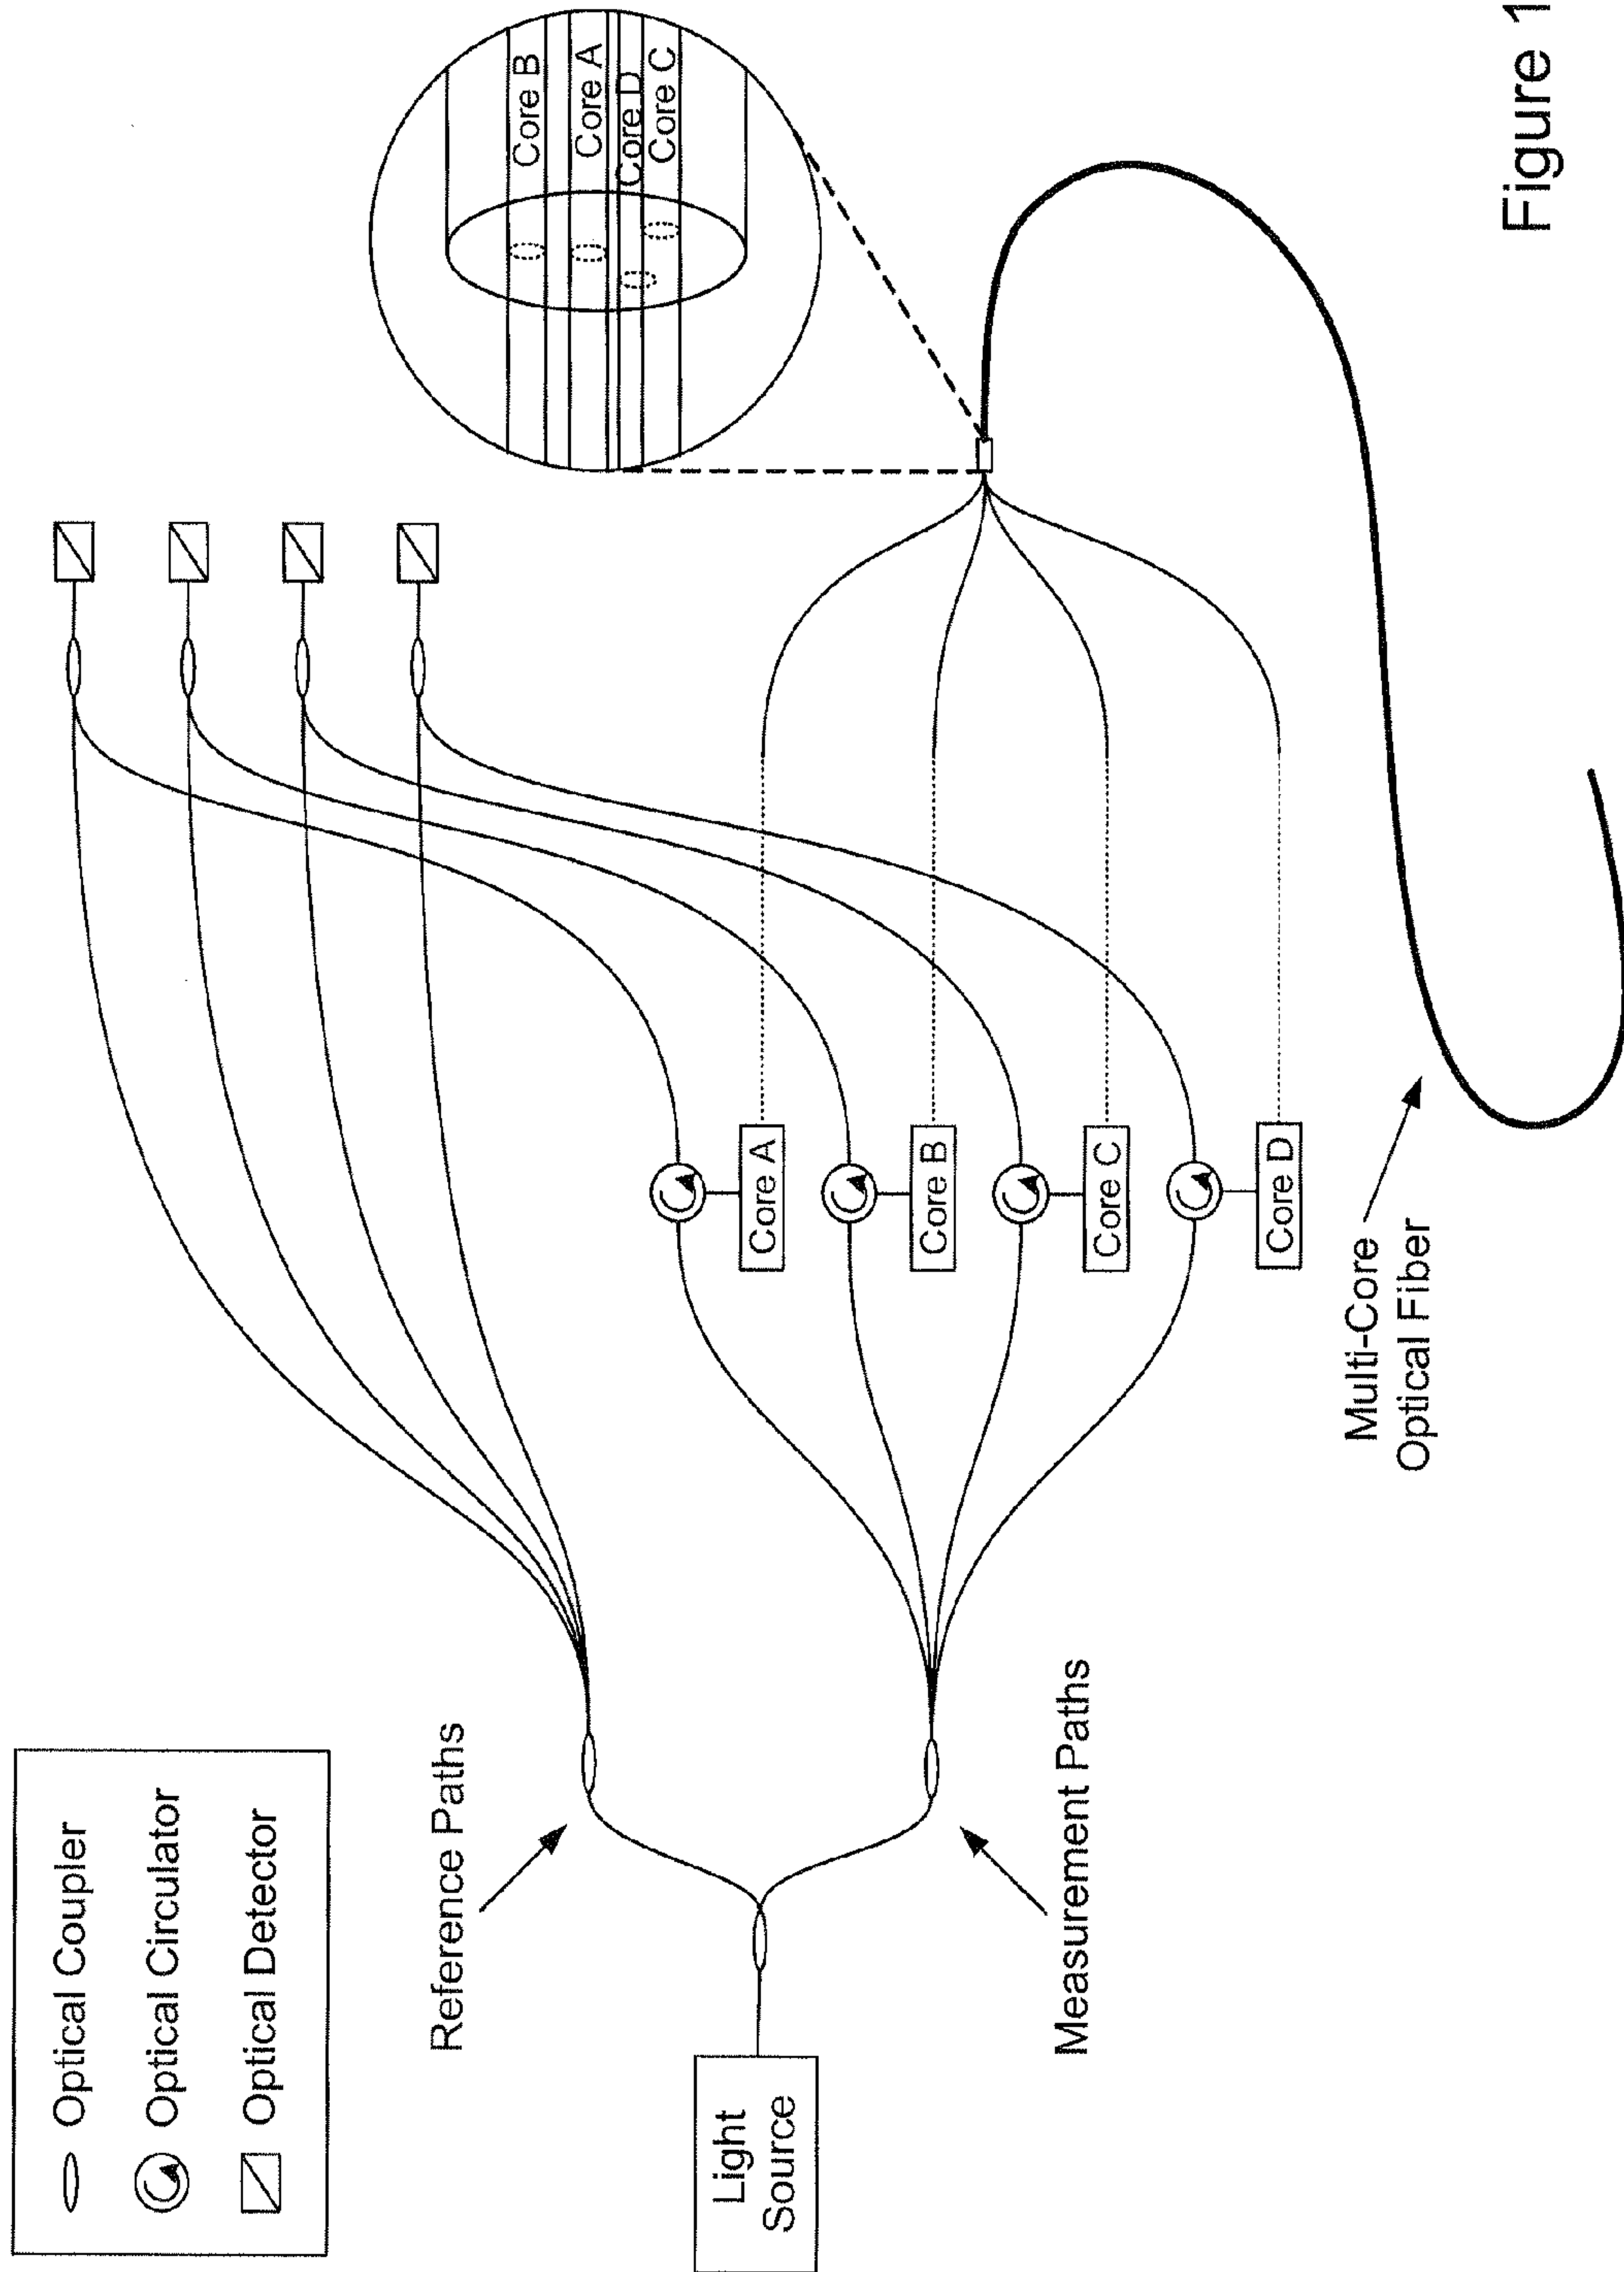 Optical Coupler
Optical Circulator
Optical Detector
Reference Paths
Light
Source
Measurement Paths
Core A
Core B
Core C
Core D
Core B
Core A
Core D
Core C
Multi-Core
Optical Fiber
Figure 1